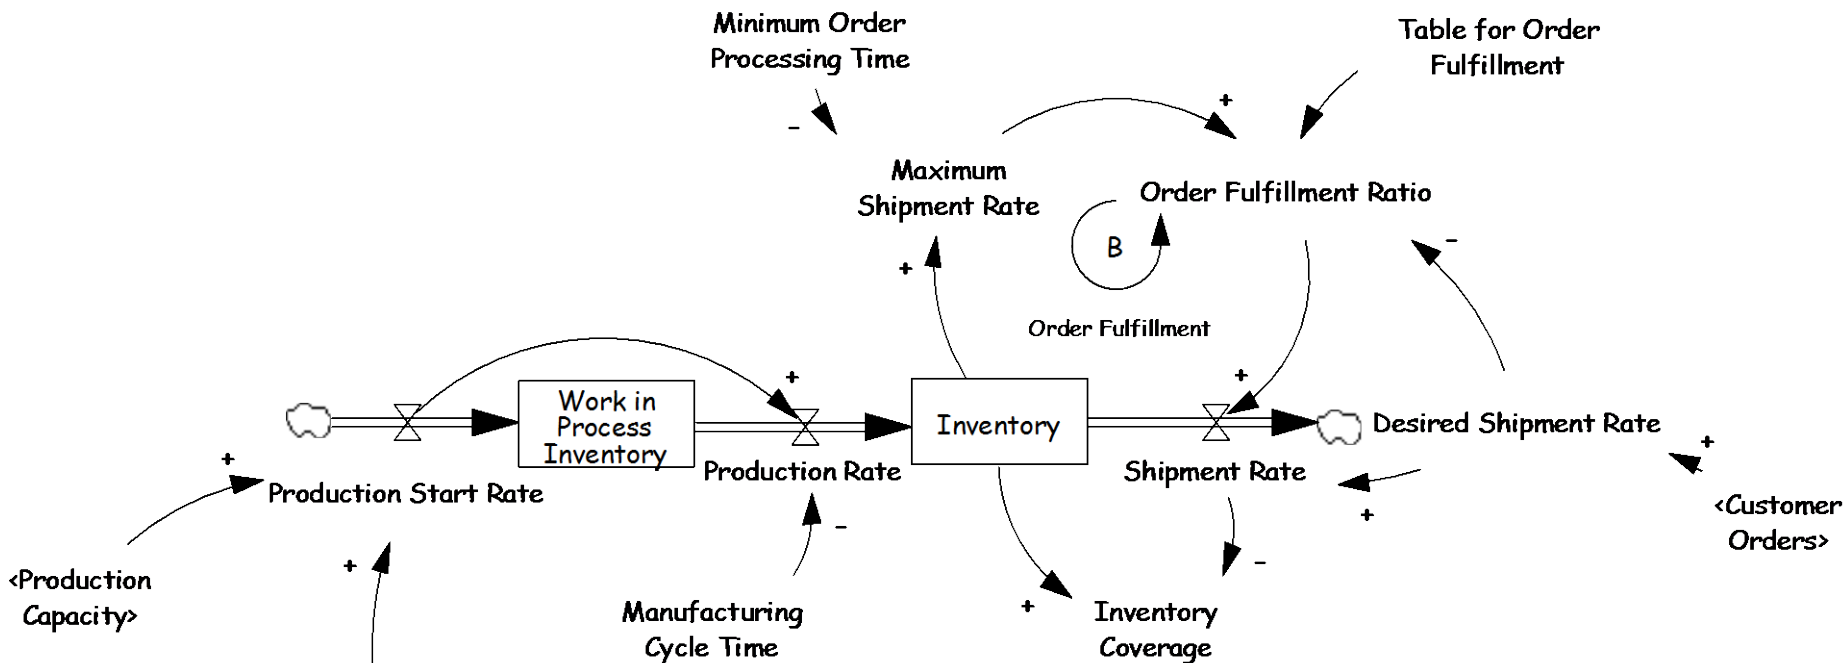 Minimum Order
Processing Time
Table for Order
Fulfillment
+
-
Maximum
Shipment Rate
Order Fulfillment Ratio
B
-
+
Order Fulfillment
+
+
Work in
Process
Inventory
Inventory
Desired Shipment Rate
+
+
Production Rate
Shipment Rate
Production Start Rate
<Customer
Orders>
+
-
+
-
<Production
Capacity>
Manufacturing
Cycle Time
+
Inventory
Coverage